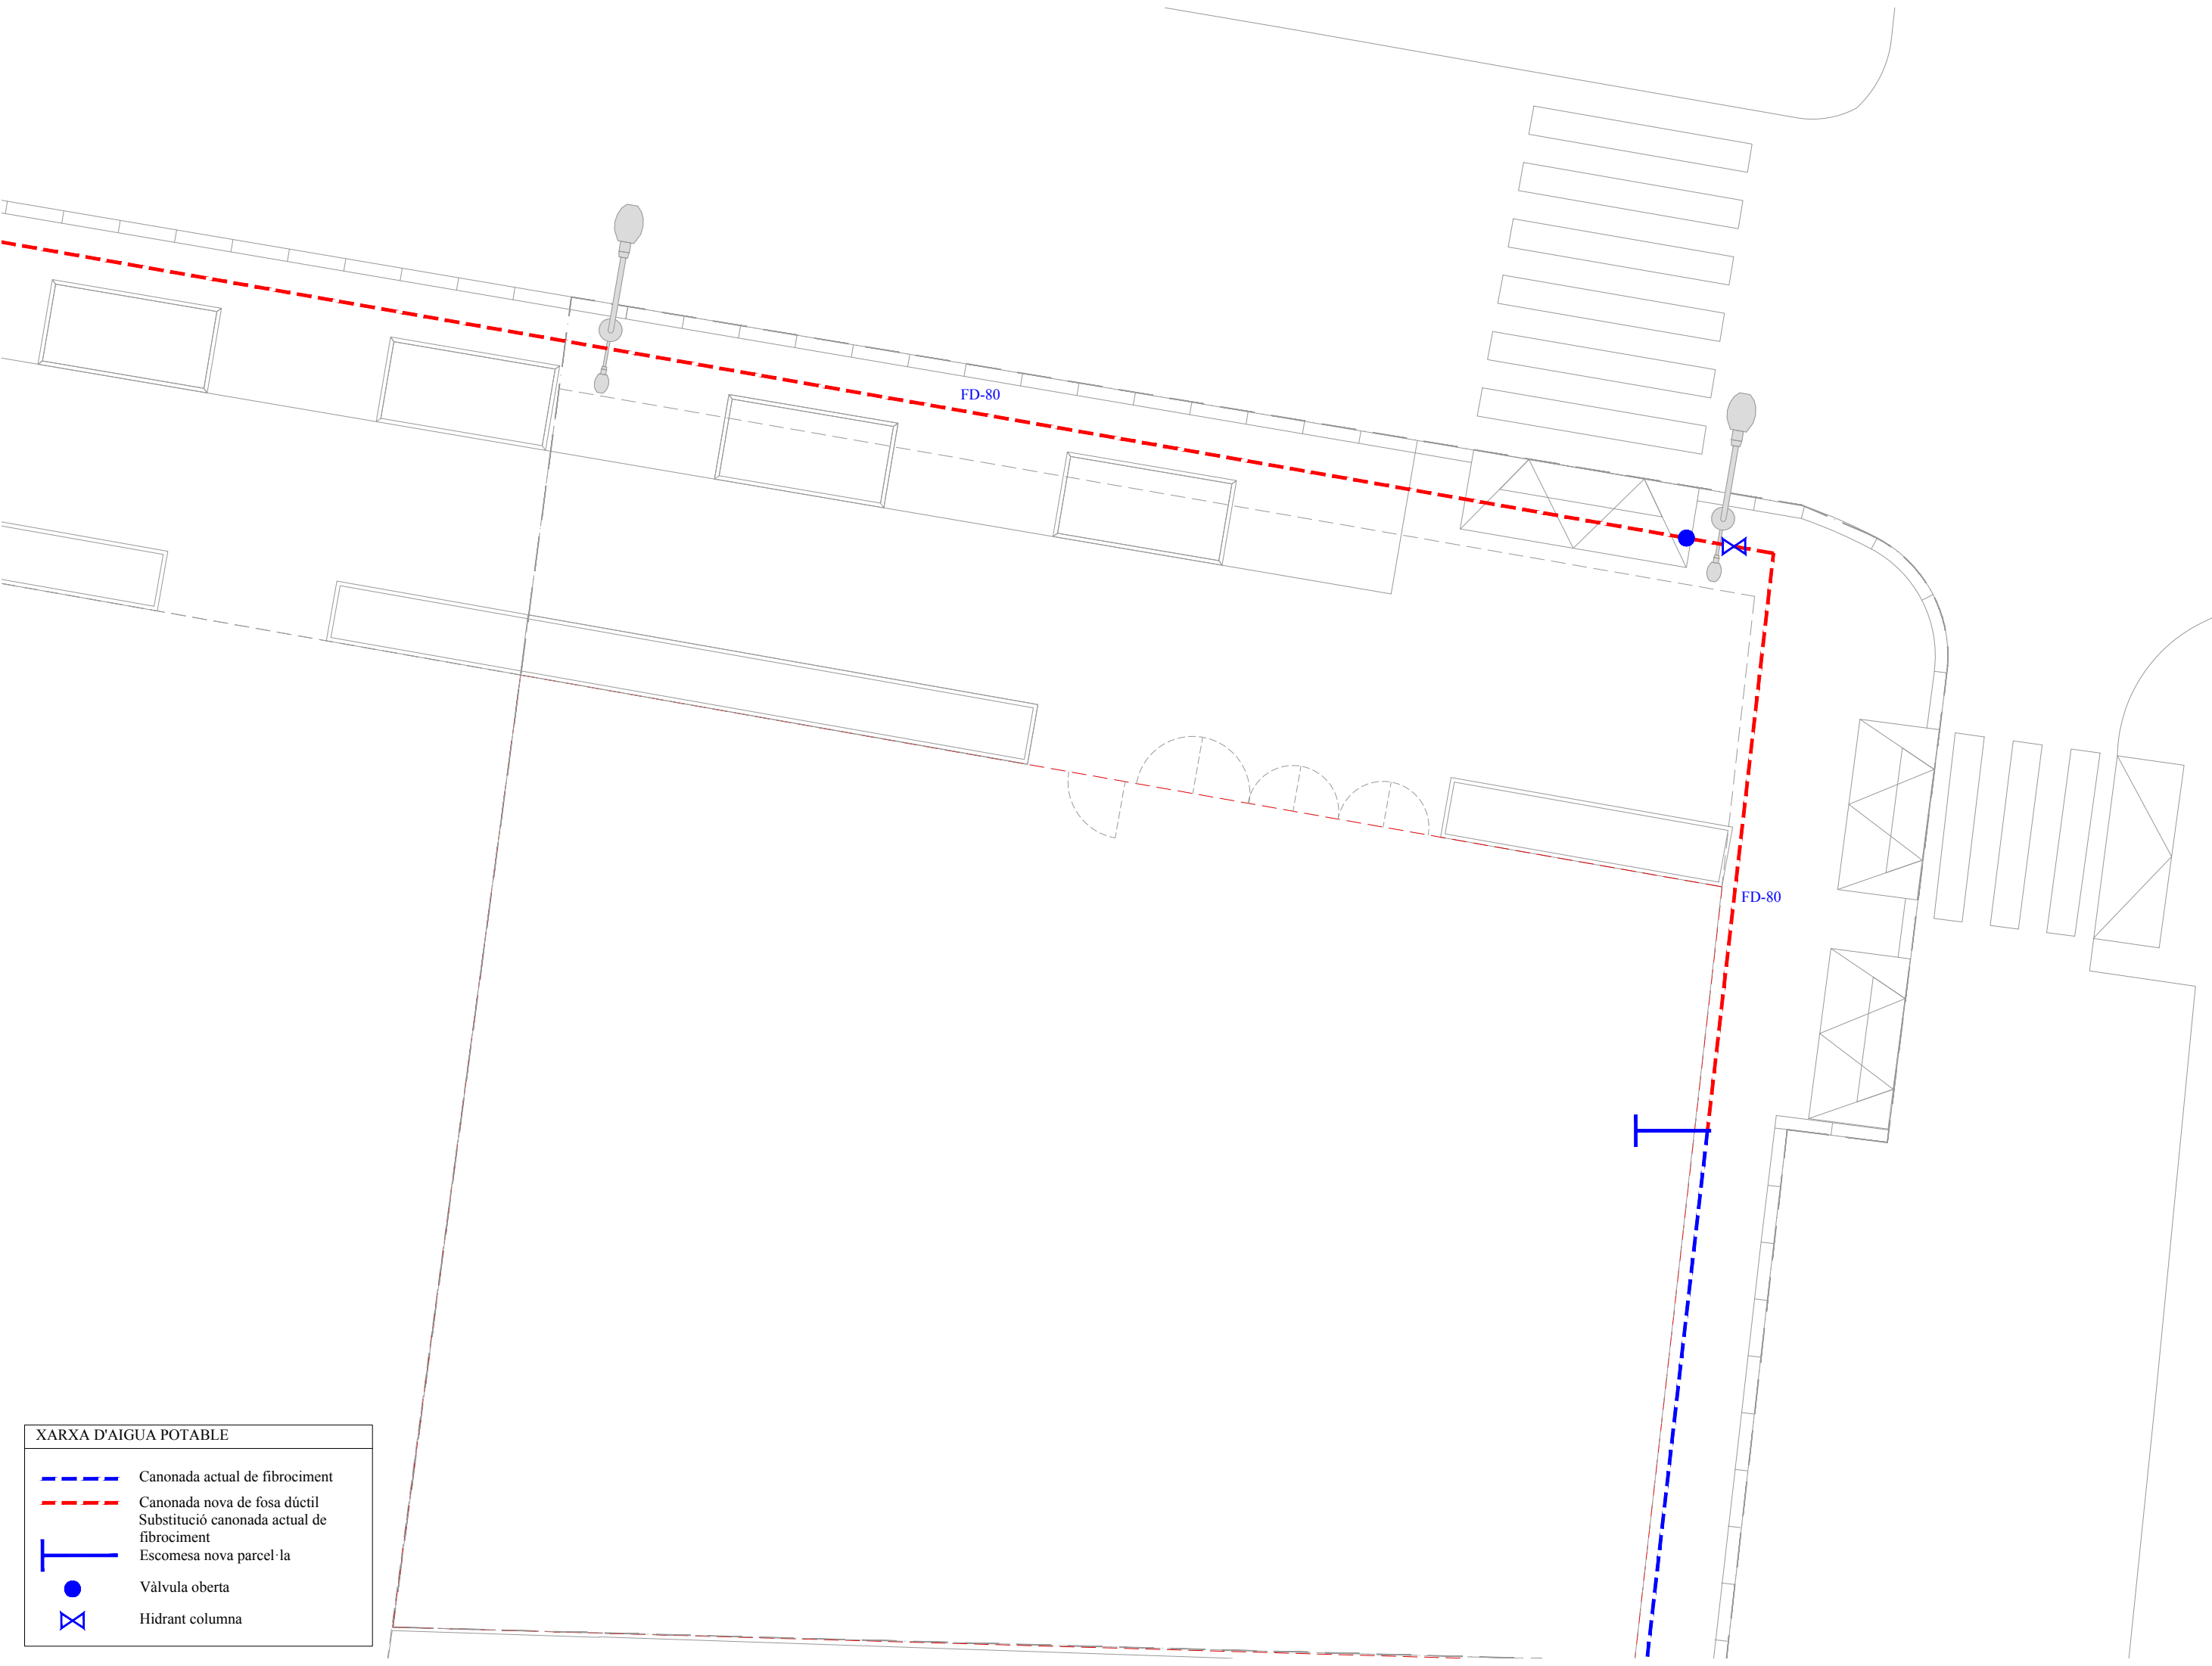 FD-80
FD-80
XARXA D'AIGUA POTABLE
Canonada actual de fibrociment
Canonada nova de fosa dúctil
Substitució canonada actual de
fibrociment
Escomesa nova parcel·la
Vàlvula oberta
Hidrant columna